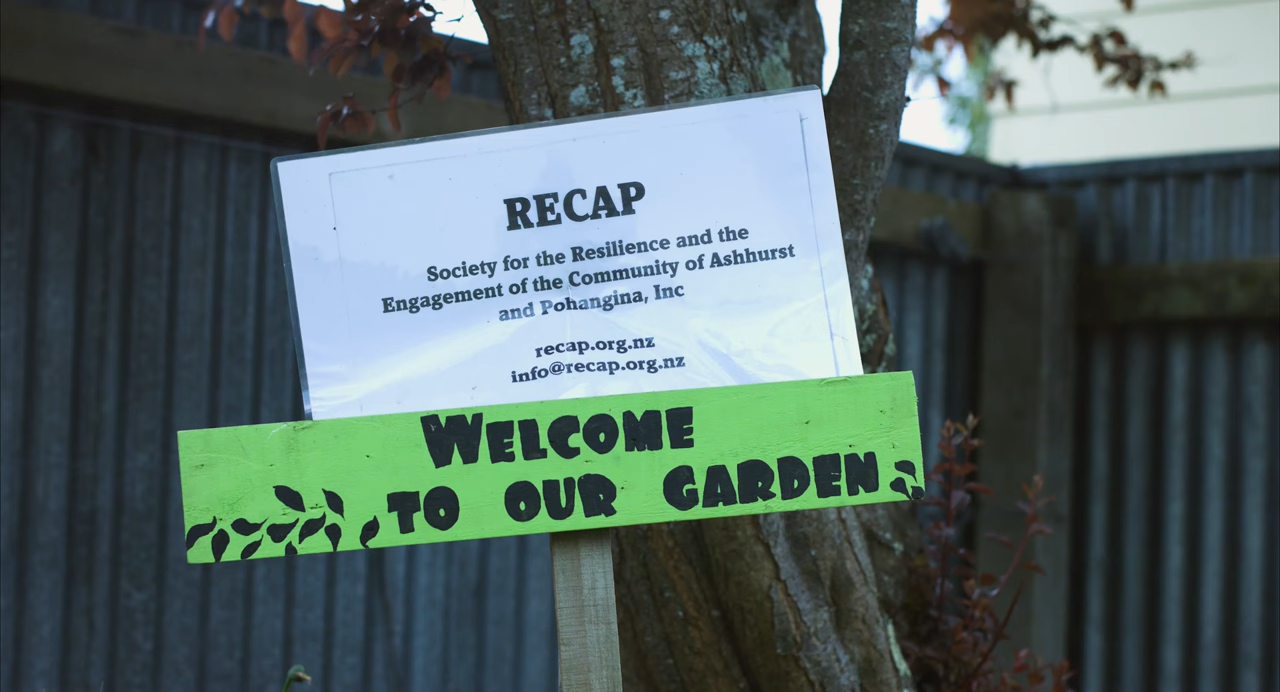 RECAP
Society for the Resilience and the
Engagement of the Community of Ashhurst
and Pohangina, Inc
recap.org.nz
info@recap.org.nz
WELCOME
TO OUR GARDEN